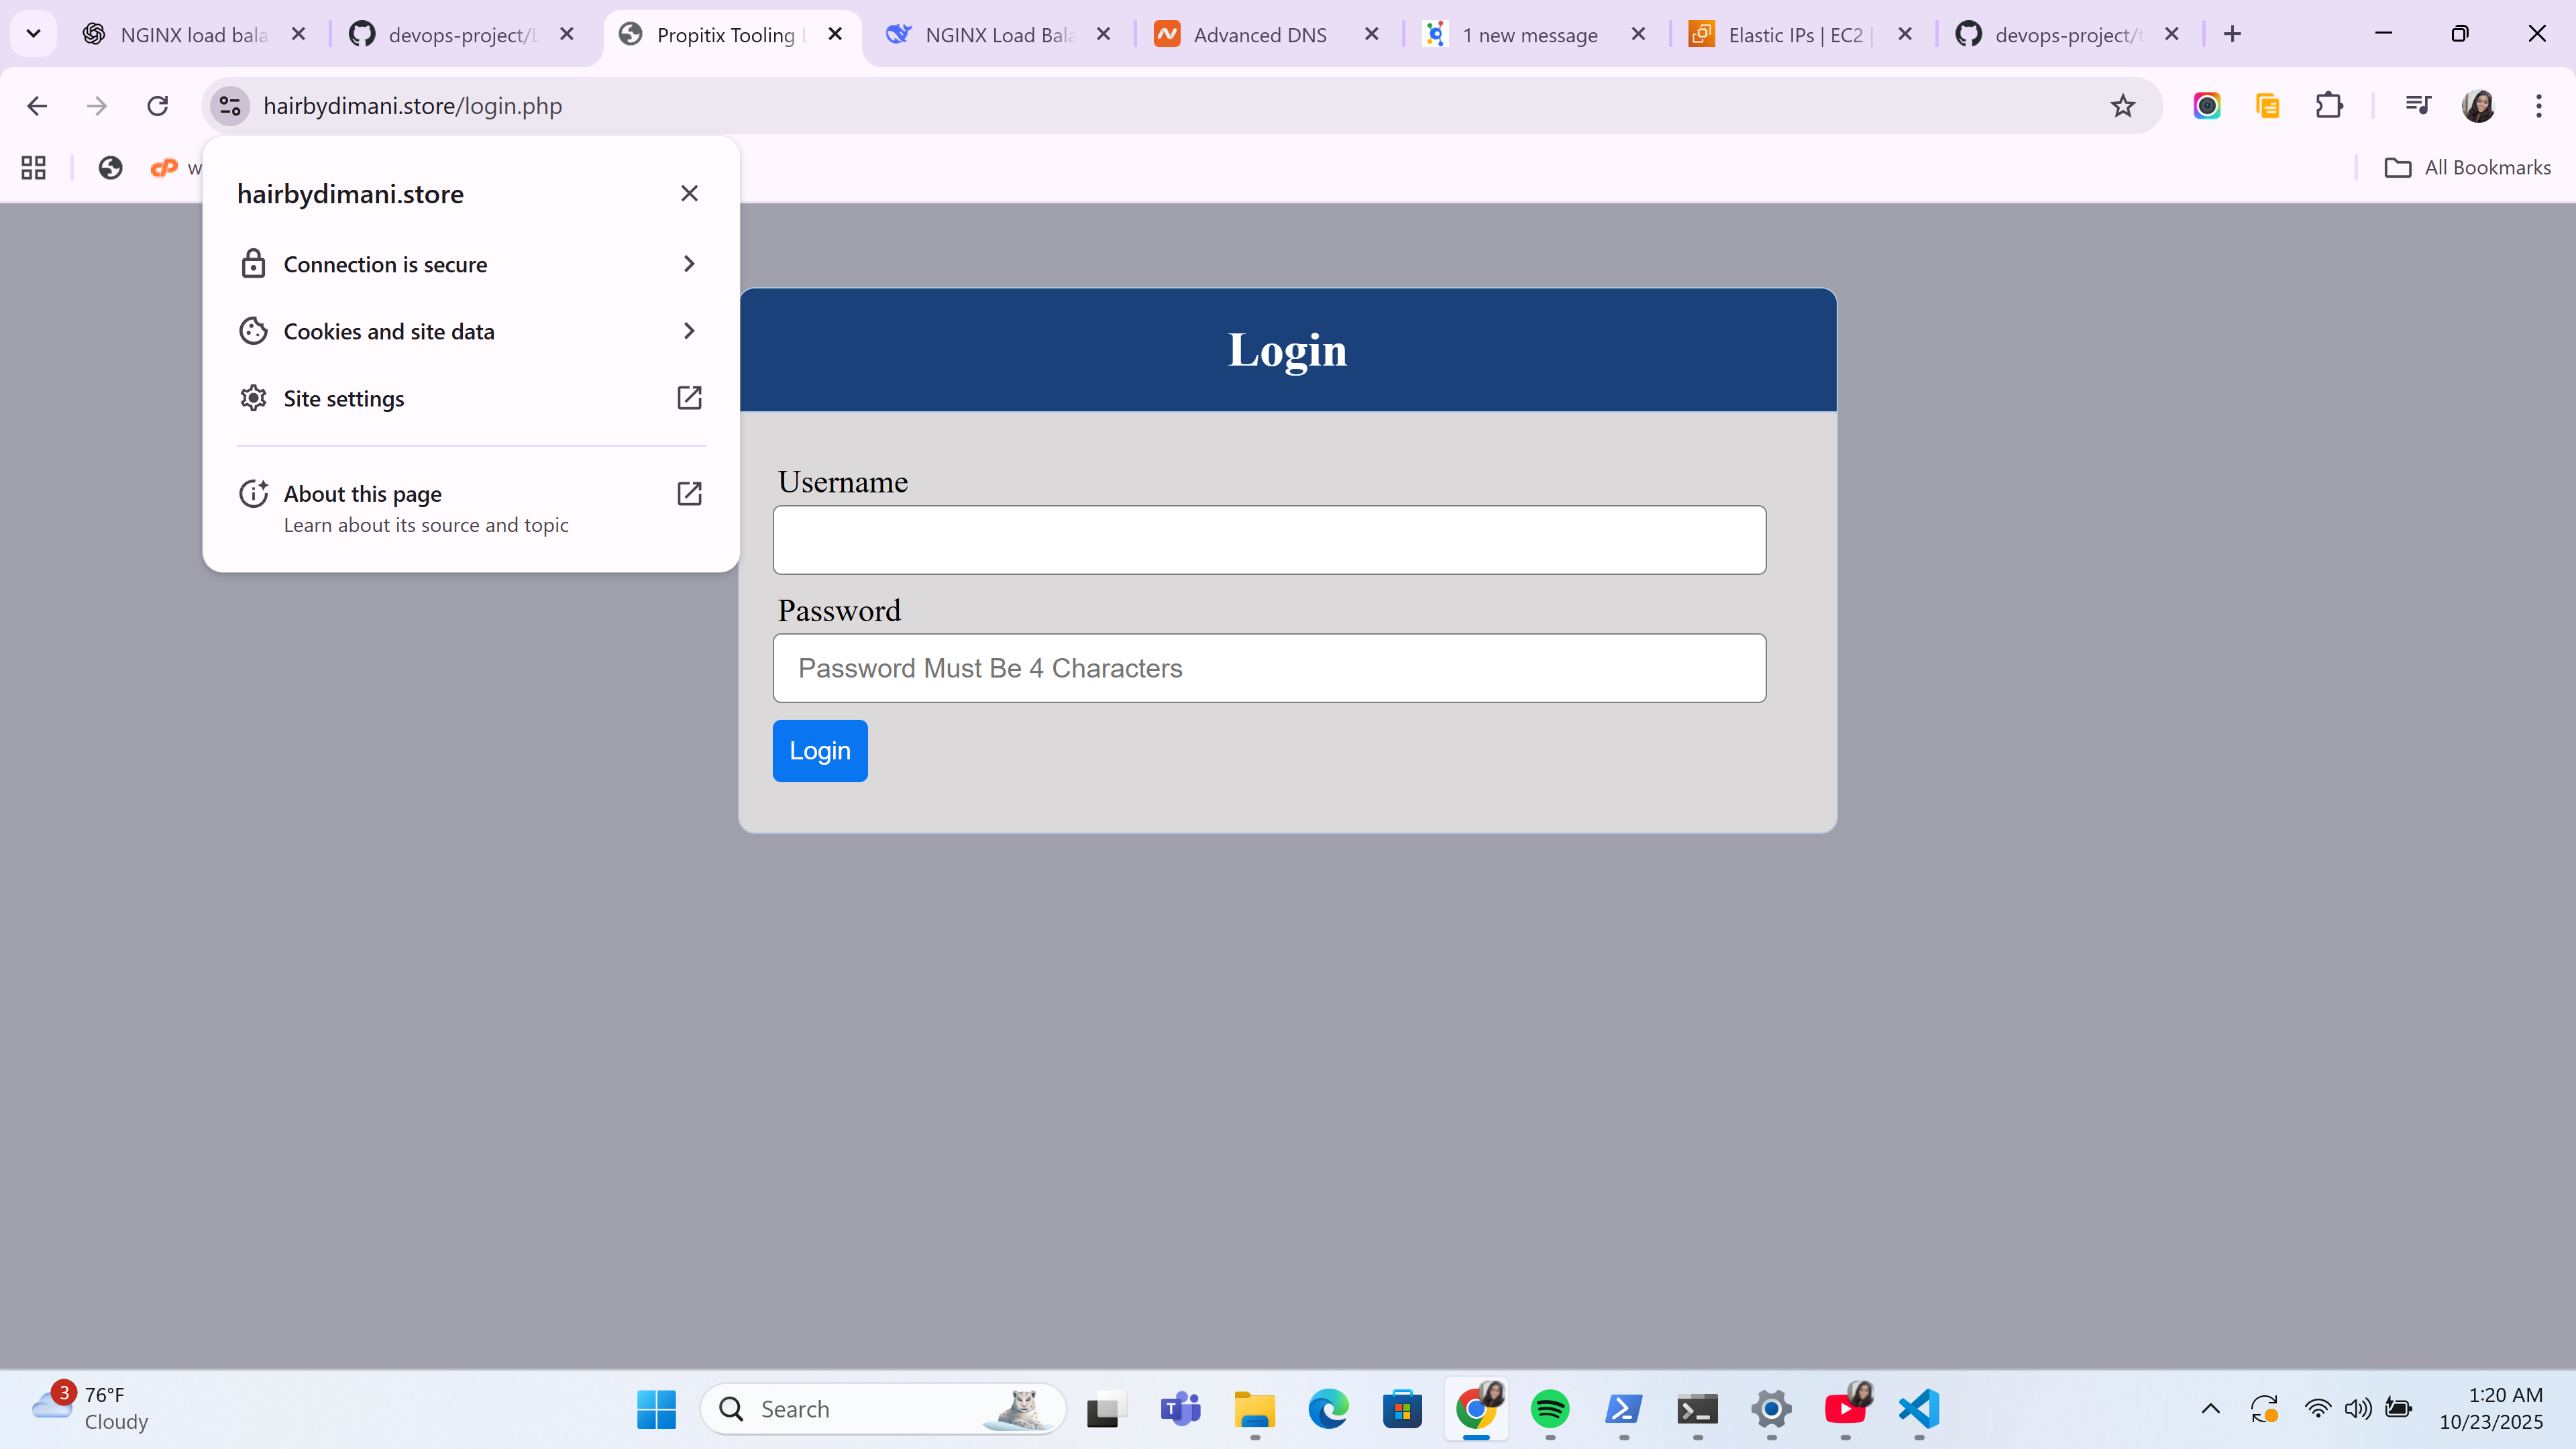 NGINX load bala
devops-project/L
Propitix Tooling L
NGINX Load Bala
Advanced DNS
1 new message
Elastic IPs | EC2 |
devops-project/t
hairbydimani.store/login.php
cP w
All Bookmarks
hairbydimani.store
Connection is secure
Cookies and site data
Site settings
About this page
Learn about its source and topic
Login
Username
Password
Password Must Be 4 Characters
Login
3
76°F
Cloudy
Search
1:20 AM
10/23/2025